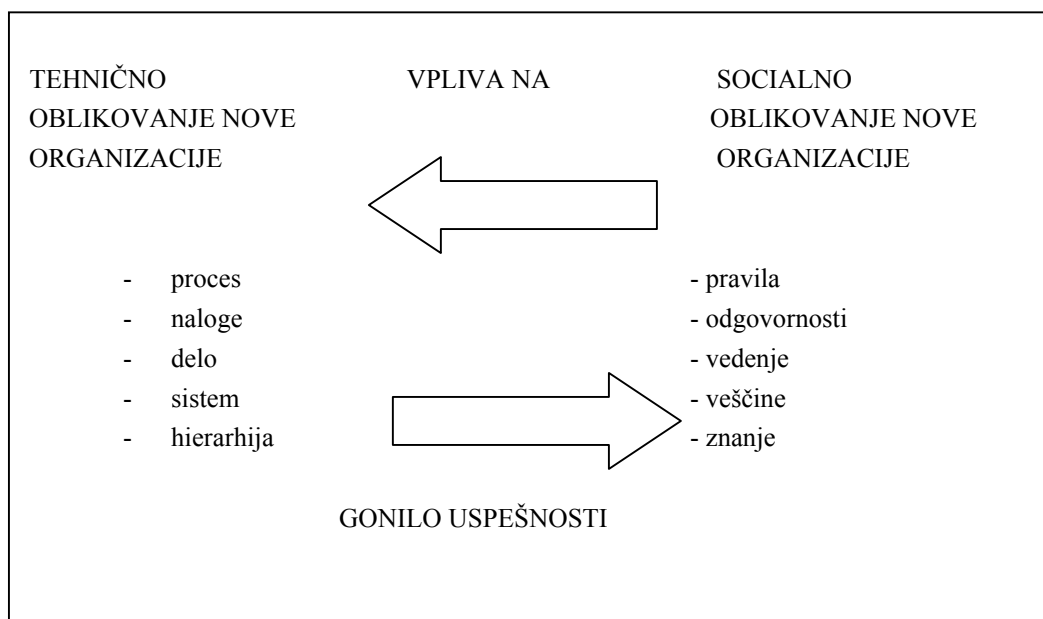 TEHNIČNO VPLIVA NA SOCIALNO
OBLIKOVANJE NOVE OBLIKOVANJE NOVE
ORGANIZACIJE ORGANIZACIJE
- proces - pravila
- naloge - odgovornosti
- delo - vedenje
- sistem - veščine
- hierarhija - znanje
GONILO USPEŠNOSTI